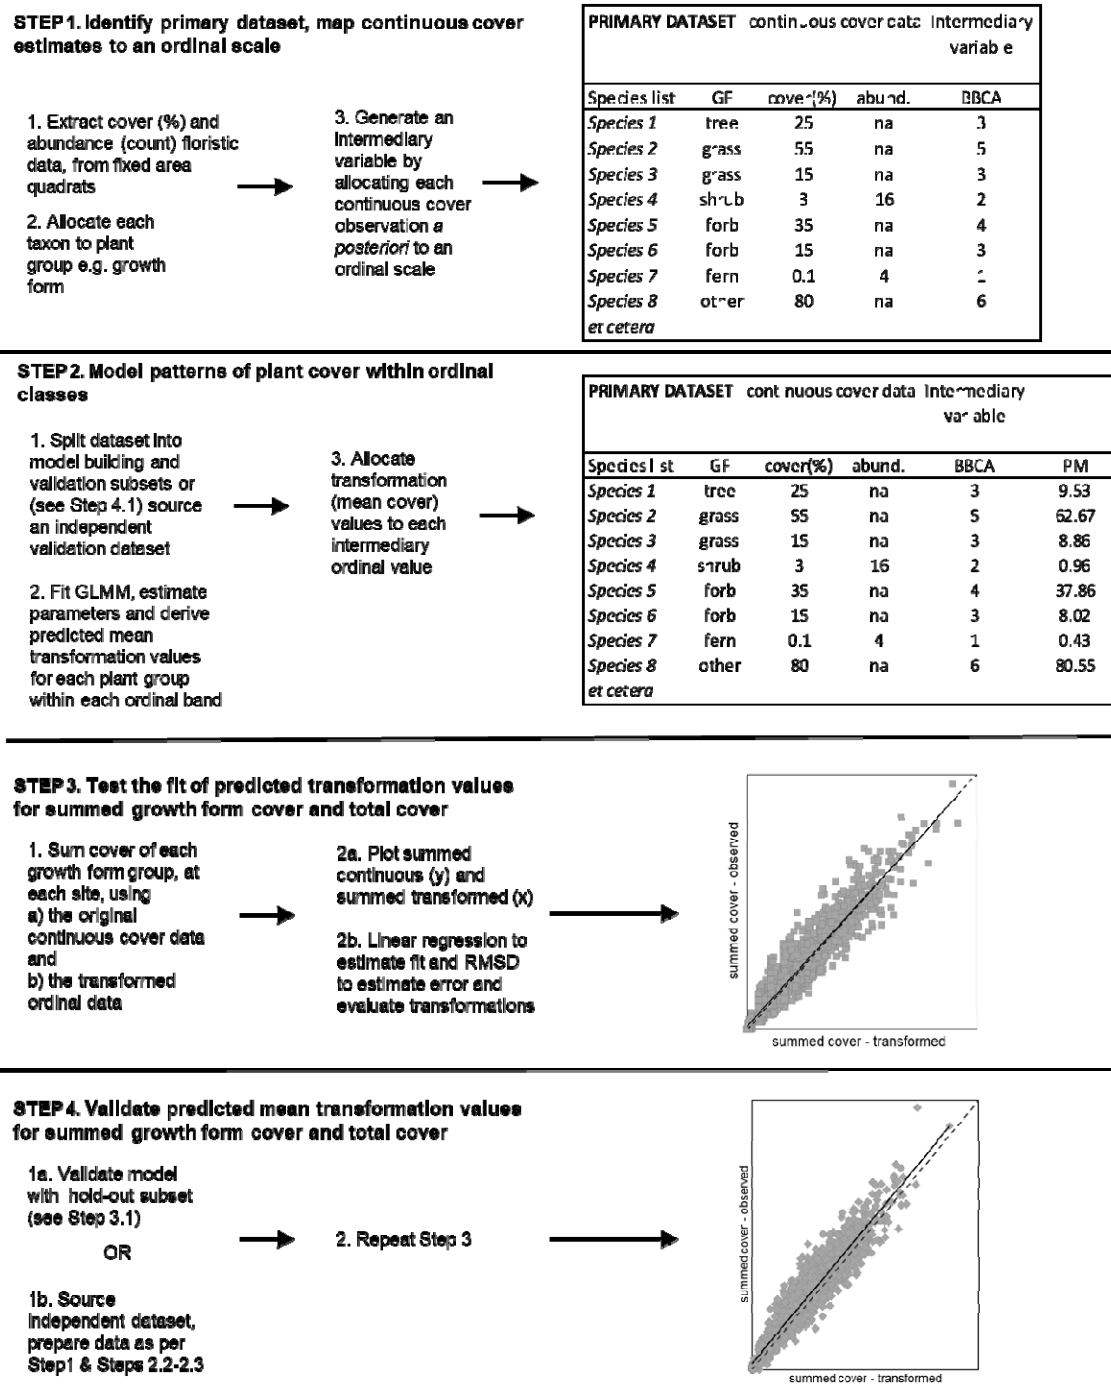 STEP 1. Identify primary dataset, map continuous cover
estimates to an ordinal scale
1. Extract cover (%) and
abundance (count) floristic
data, from fixed area
quadrats
2. Allocate each
taxon to plant
group e.g. growth
form
3. Generate an
intermediary
variable by
allocating each
continuous cover
observation a
posteriori to an
ordinal scale
PRIMARY DATASET continuous cover data Intermediary
variable
Species list GF cover(%) abund. BBCA
Species 1 tree 25 na 3
Species 2 grass 55 na 5
Species 3 grass 15 na 3
Species 4 shrub 3 16 2
Species 5 forb 35 na 4
Species 6 forb 15 na 3
Species 7 fern 0.1 4 1
Species 8 other 80 na 6
et cetera
STEP 2. Model patterns of plant cover within ordinal
classes
1. Split dataset into
model building and
validation subsets or
(see Step 4.1) source
an independent
validation dataset
2. Fit GLMM, estimate
parameters and derive
predicted mean
transformation values
for each plant group
within each ordinal band
3. Allocate
transformation
(mean cover)
values to each
intermediary
ordinal value
PRIMARY DATASET continuous cover data Intermediary
variable
Species list GF cover(%) abund. BBCA PM
Species 1 tree 25 na 3 9.53
Species 2 grass 55 na 5 62.67
Species 3 grass 15 na 3 8.86
Species 4 shrub 3 16 2 0.96
Species 5 forb 35 na 4 37.86
Species 6 forb 15 na 3 8.02
Species 7 fern 0.1 4 1 0.43
Species 8 other 80 na 6 80.55
et cetera
STEP 3. Test the fit of predicted transformation values
for summed growth form cover and total cover
1. Sum cover of each
growth form group, at
each site, using
a) the original
continuous cover data
and
b) the transformed
ordinal data
2a. Plot summed
continuous (y) and
summed transformed (x)
2b. Linear regression to
estimate fit and RMSD
to estimate error and
evaluate transformations
summed cover - observed
summed cover - transformed
STEP 4. Validate predicted mean transformation values
for summed growth form cover and total cover
1a. Validate model
with hold-out subset
(see Step 3.1)
OR
1b. Source
independent dataset,
prepare data as per
Step1 & Steps 2.2-2.3
2. Repeat Step 3
summed cover - observed
summed cover - transformed